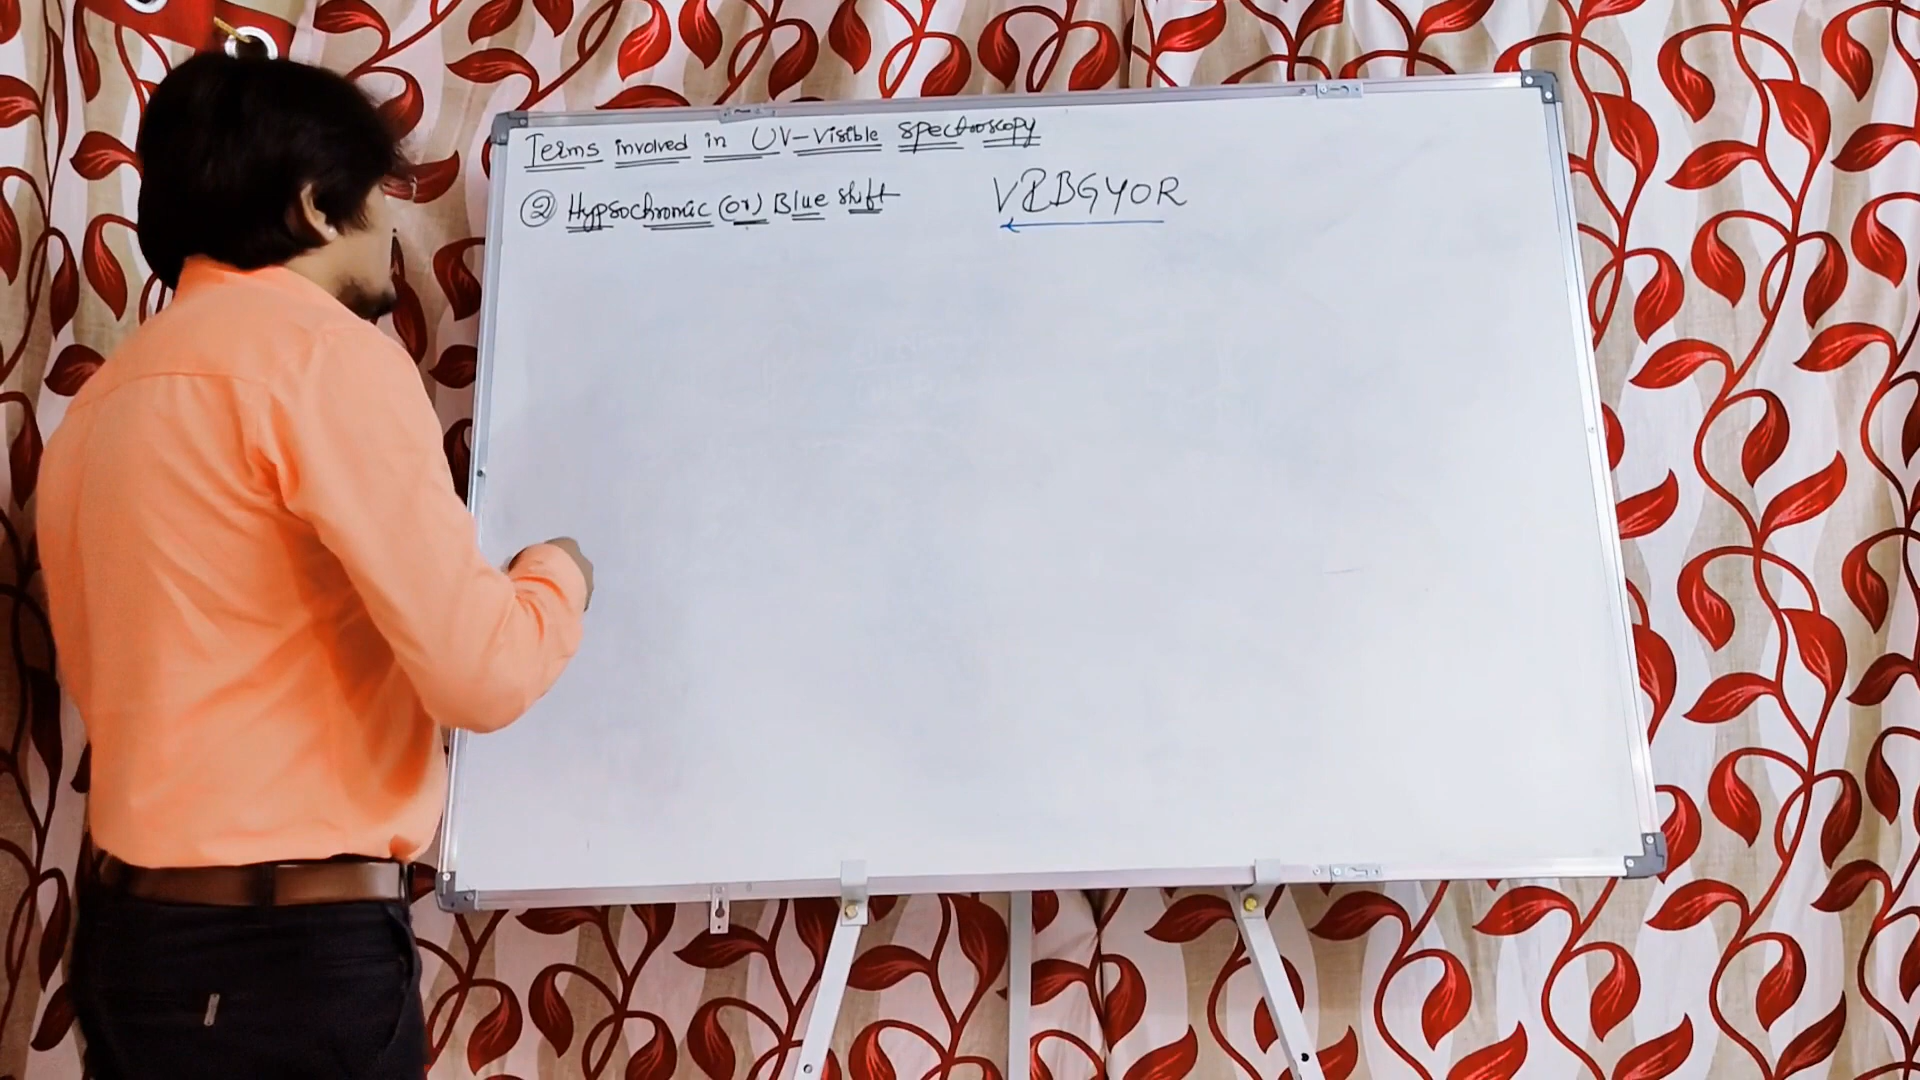 Terms involved in UV-Visible spectroscopy
② Hypsochromic (or) Blue shift
VIBGYOR